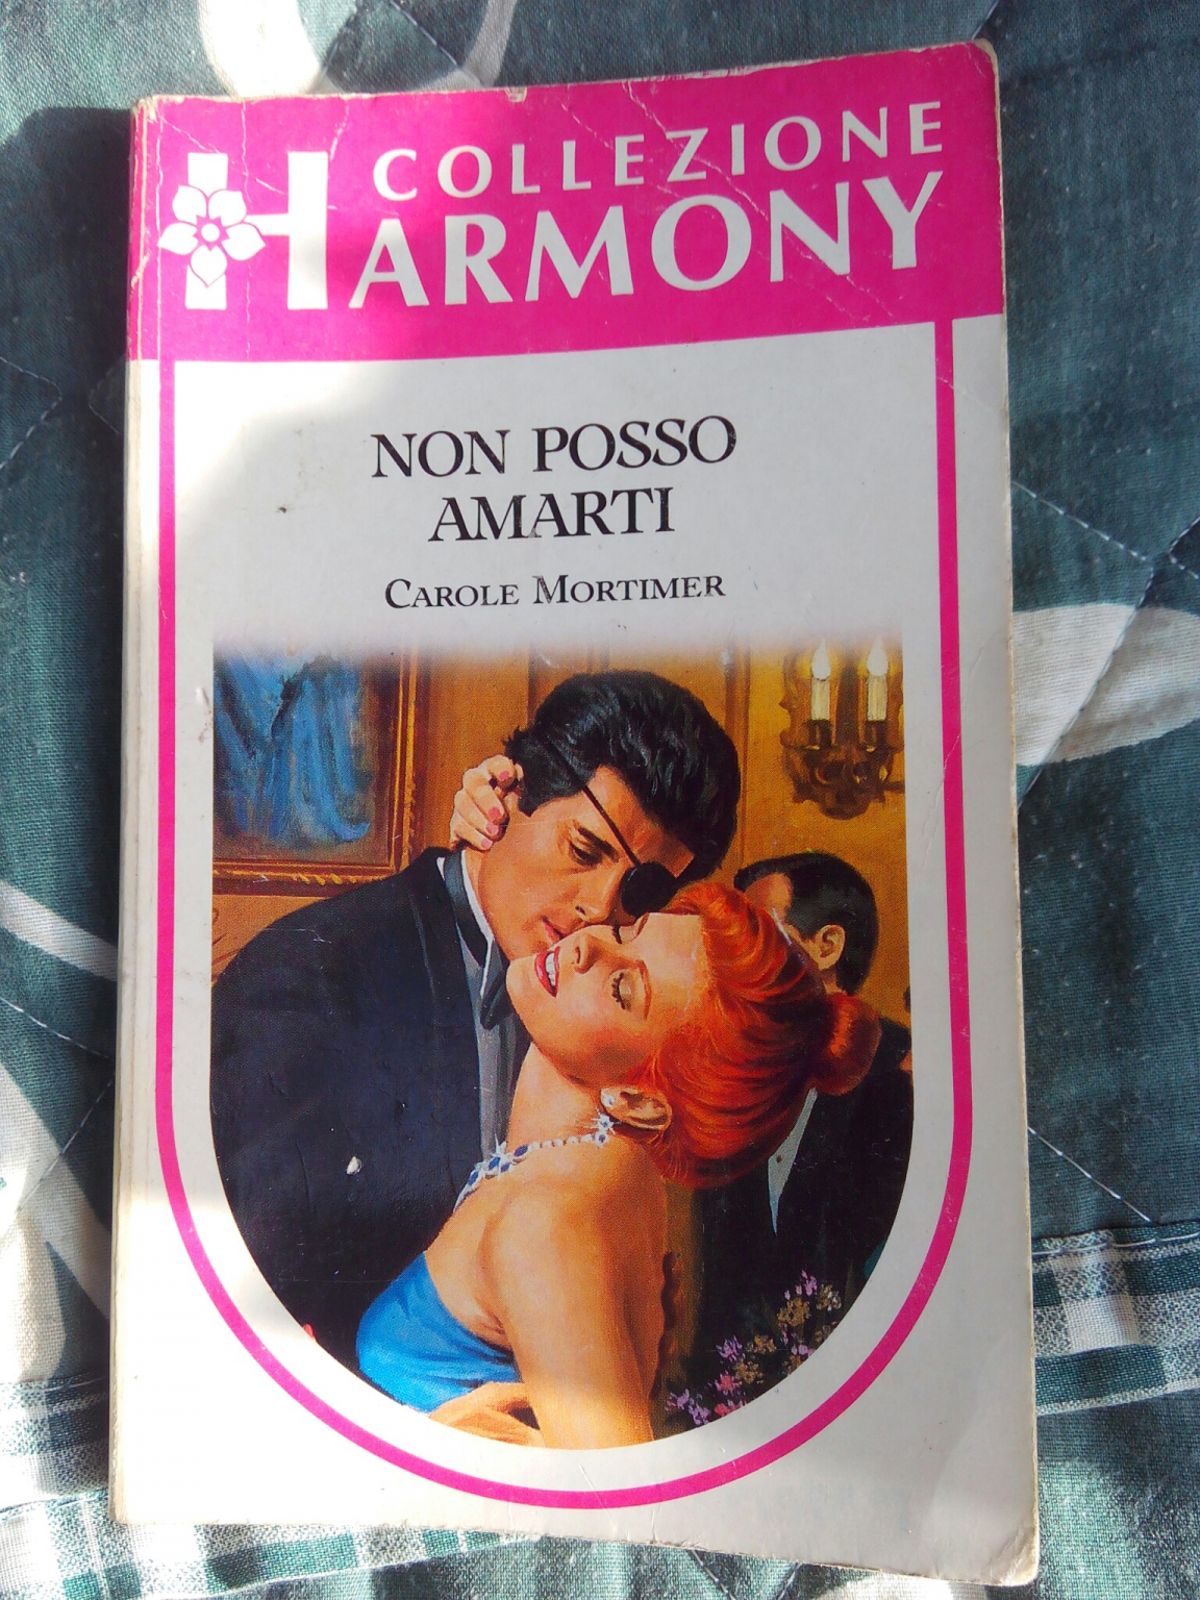 COLLEZIONE
HARMONY
NON POSSO
AMARTI
CAROLE MORTIMER